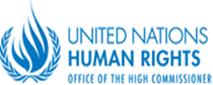 UNITED NATIONS
HUMAN RIGHTS
OFFICE OF THE HIGH COMMISSIONER